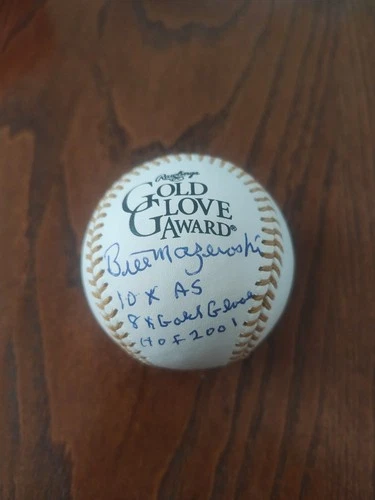 Rawlings
GOLD
GLOVE
AWARD®
Bill Mazeroski
10 X AS
8 X Gold Glove
HOF 2001